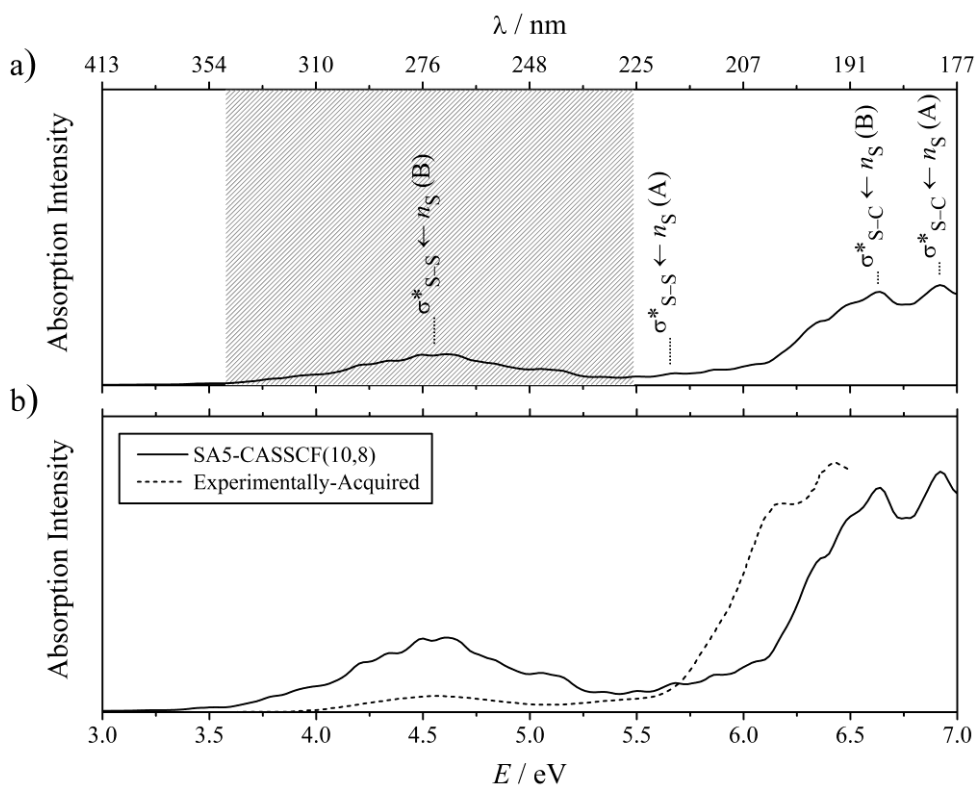 λ / nm
a)
413 354 310 276 248 225 207 191 177
Absorption Intensity
σ*S–S ← nS (B)
σ*S–S ← nS (A)
σ*S–C ← nS (B)
σ*S–C ← nS (A)
b)
Absorption Intensity
SA5-CASSCF(10,8)
Experimentally-Acquired
3.0 3.5 4.0 4.5 5.0 5.5 6.0 6.5 7.0
E / eV